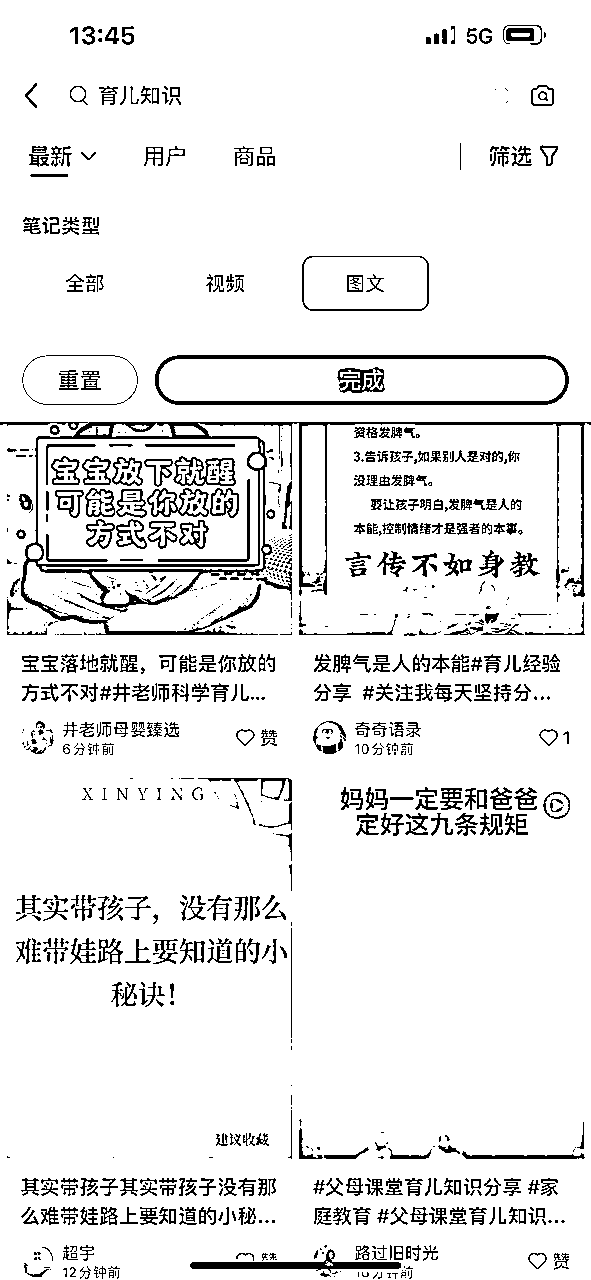 13:45
5G
育儿知识
最新
用户
商品
筛选
笔记类型
全部
视频
图文
重置
完成
宝宝放下就醒
可能是你放的
方式不对
资格发脾气。
3.告诉孩子,如果别人是对的,你
没理由发脾气。
要让孩子明白,发脾气是人的
本能,控制情绪才是强者的本事。
言传不如身教
宝宝落地就醒，可能是你放的
方式不对#井老师科学育儿...
井老师母婴臻选
6分钟前
赞
发脾气是人的本能#育儿经验
分享 #关注我每天坚持分...
奇奇语录
10分钟前
1
XINYING
其实带孩子，没有那么
难带娃路上要知道的小
秘诀！
建议收藏
妈妈一定要和爸爸
定好这九条规矩
其实带孩子其实带孩子没有那
么难带娃路上要知道的小秘...
超宇
12分钟前
赞
#父母课堂育儿知识分享 #家
庭教育 #父母课堂育儿知识...
路过旧时光
赞